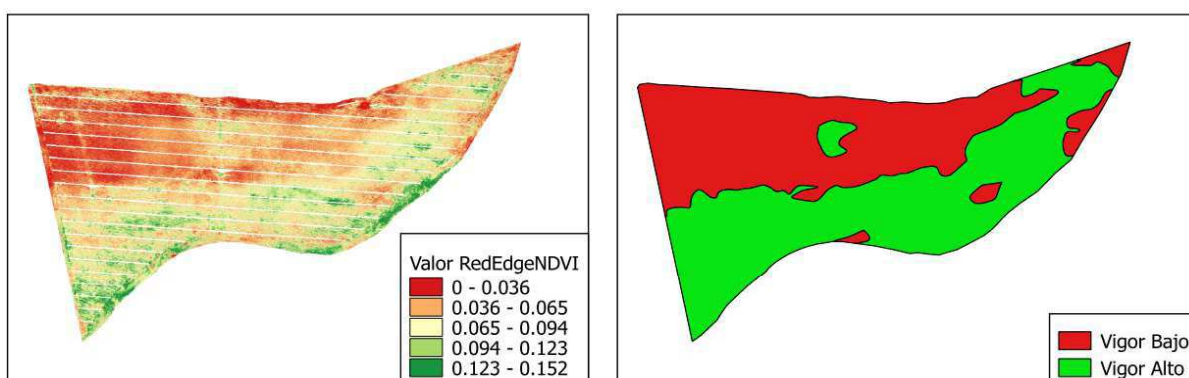 Valor RedEdgeNDVI
0 - 0.036
0.036 - 0.065
0.065 - 0.094
0.094 - 0.123
0.123 - 0.152
Vigor Bajo
Vigor Alto